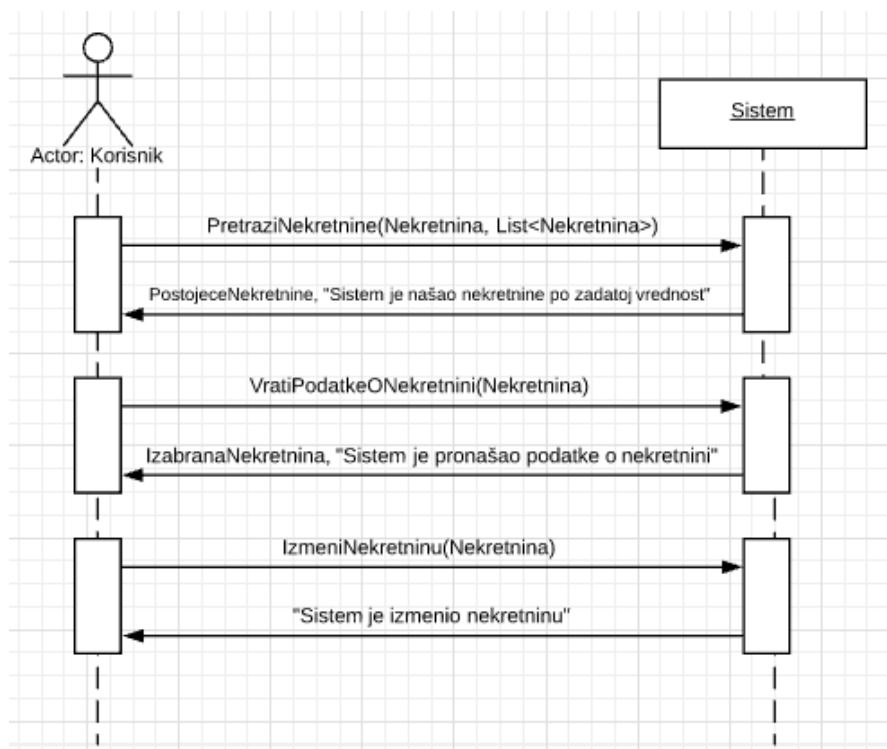 Sistem
Actor: Korisnik
PretraziNekretnine(Nekretnina, List<Nekretnina>)
PostojeceNekretnine, "Sistem je našao nekretnine po zadatoj vrednost"
VratiPodatkeONekretnini(Nekretnina)
IzabranaNekretnina, "Sistem je pronašao podatke o nekretnini"
IzmeniNekretninu(Nekretnina)
"Sistem je izmenio nekretninu"